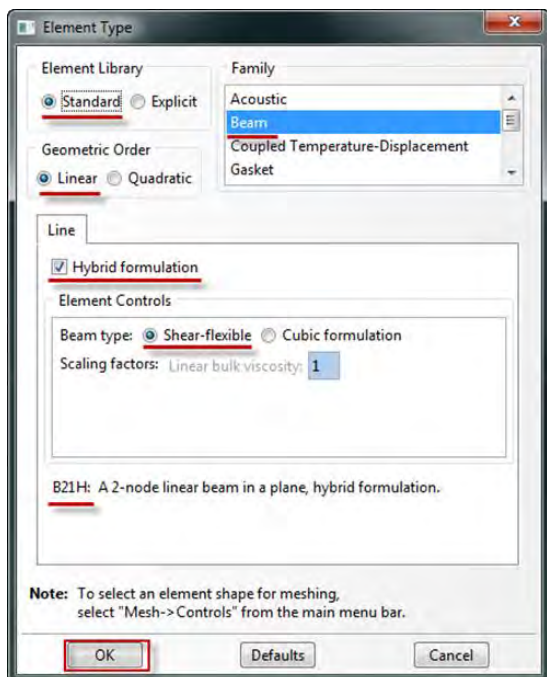 Element Type
Element Library
Standard Explicit
Family
Acoustic
Beam
Coupled Temperature-Displacement
Gasket
Geometric Order
Linear Quadratic
Line
Hybrid formulation
Element Controls
Beam type: Shear-flexible Cubic formulation
Scaling factors: Linear bulk viscosity: 1
B21H: A 2-node linear beam in a plane, hybrid formulation.
Note: To select an element shape for meshing,
select "Mesh->Controls" from the main menu bar.
OK Defaults Cancel